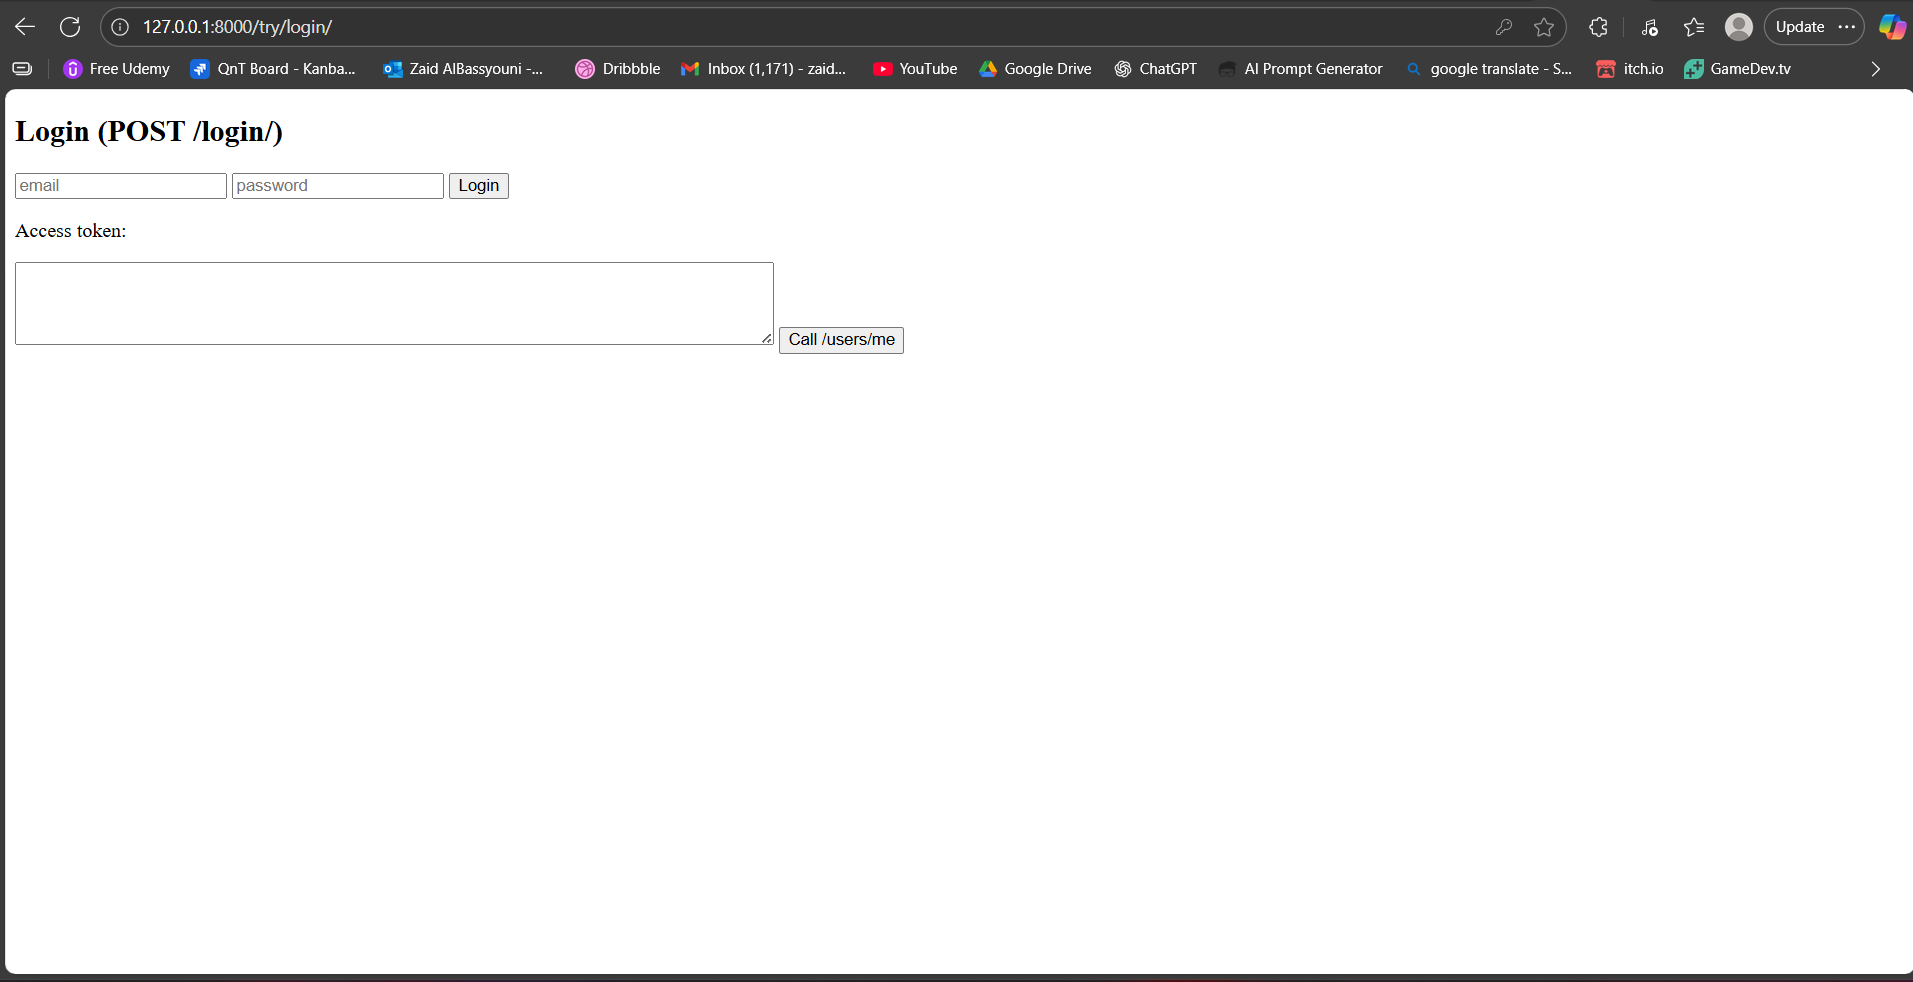 127.0.0.1:8000/try/login/
Update
Free Udemy QnT Board - Kanba... Zaid AlBassyouni -... Dribbble Inbox (1,171) - zaid... YouTube Google Drive ChatGPT AI Prompt Generator google translate - S... itch.io GameDev.tv
Login (POST /login/)
email password Login
Access token:
Call /users/me